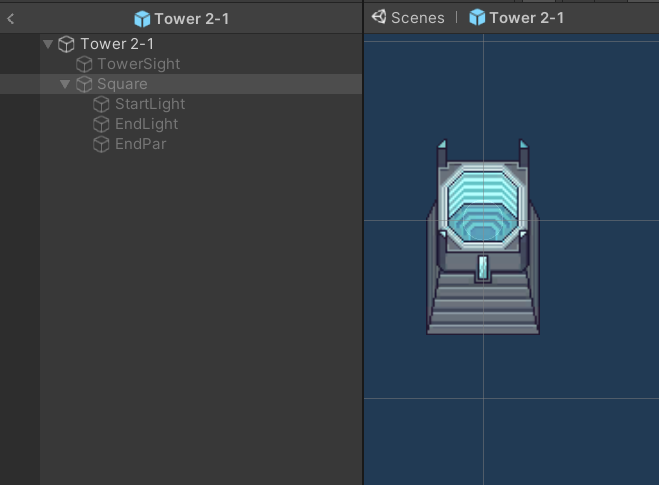 Tower 2-1
Tower 2-1
TowerSight
Square
StartLight
EndLight
EndPar
Scenes
Tower 2-1